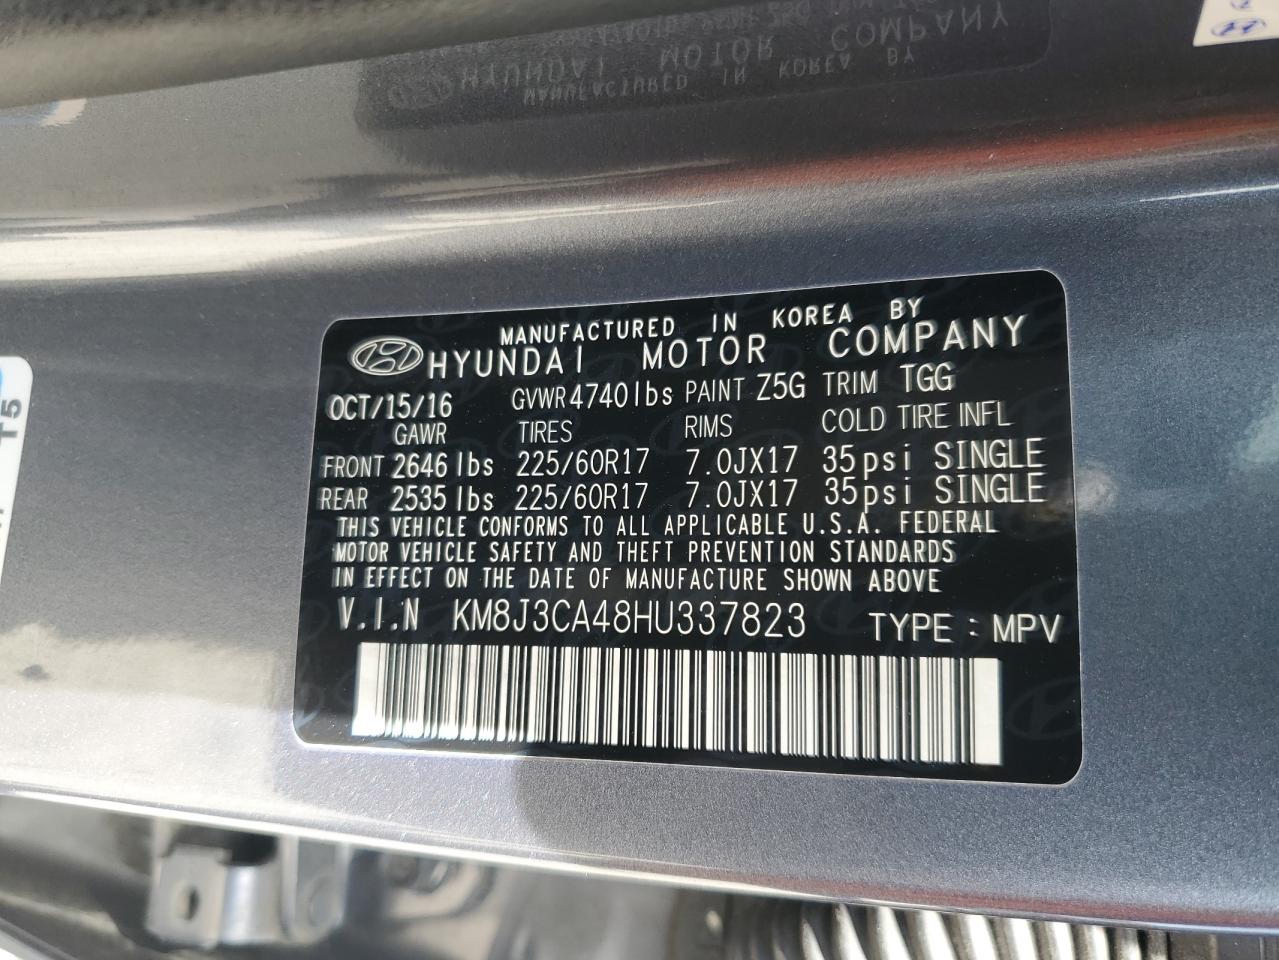 MANUFACTURED IN KOREA BY
HYUNDAI MOTOR COMPANY
OCT/15/16 GVWR 4740lbs PAINT Z5G TRIM TGG
GAWR TIRES RIMS COLD TIRE INFL
FRONT 2646 lbs 225/60R17 7.0JX17 35psi SINGLE
REAR 2535 lbs 225/60R17 7.0JX17 35psi SINGLE
THIS VEHICLE CONFORMS TO ALL APPLICABLE U.S.A. FEDERAL
MOTOR VEHICLE SAFETY AND THEFT PREVENTION STANDARDS
IN EFFECT ON THE DATE OF MANUFACTURE SHOWN ABOVE
V.I.N KM8J3CA48HU337823 TYPE : MPV